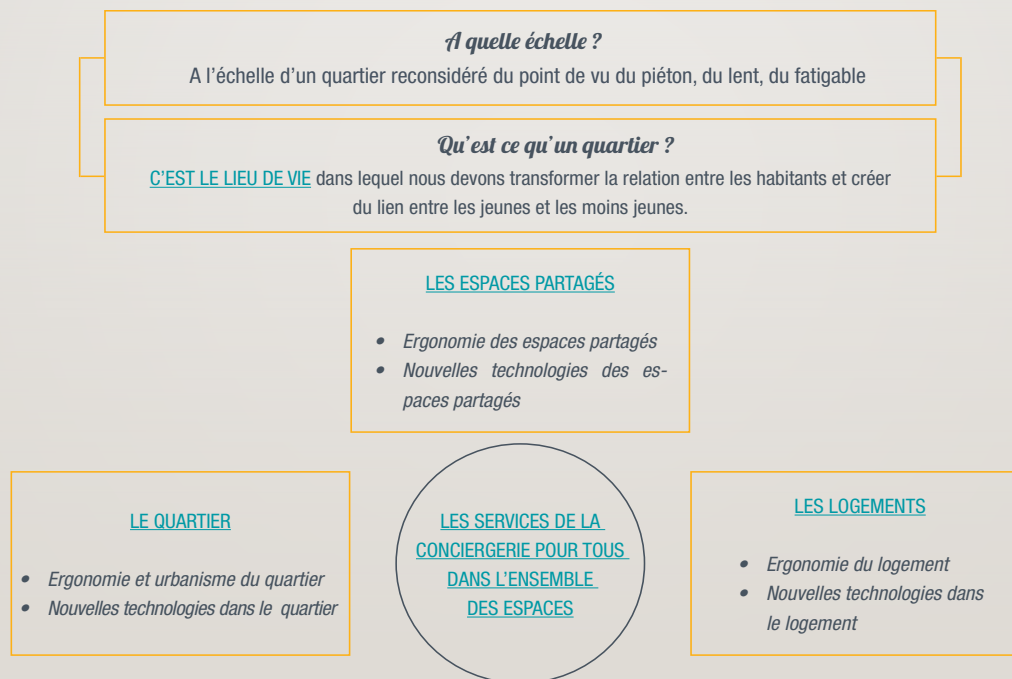 A quelle échelle ?
A l'échelle d'un quartier reconsidéré du point de vu du piéton, du lent, du fatigable
Qu'est ce qu'un quartier ?
C'EST LE LIEU DE VIE dans lequel nous devons transformer la relation entre les habitants et créer
du lien entre les jeunes et les moins jeunes.
LES ESPACES PARTAGÉS
• Ergonomie des espaces partagés
• Nouvelles technologies des es-
paces partagés
LE QUARTIER
• Ergonomie et urbanisme du quartier
• Nouvelles technologies dans le quartier
LES SERVICES DE LA
CONCIERGERIE POUR TOUS
DANS L'ENSEMBLE
DES ESPACES
LES LOGEMENTS
• Ergonomie du logement
• Nouvelles technologies dans
le logement